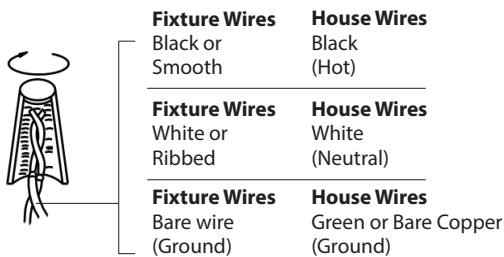 Fixture Wires House Wires
Black or Black
Smooth (Hot)
Fixture Wires House Wires
White or White
Ribbed (Neutral)
Fixture Wires House Wires
Bare wire Green or Bare Copper
(Ground) (Ground)